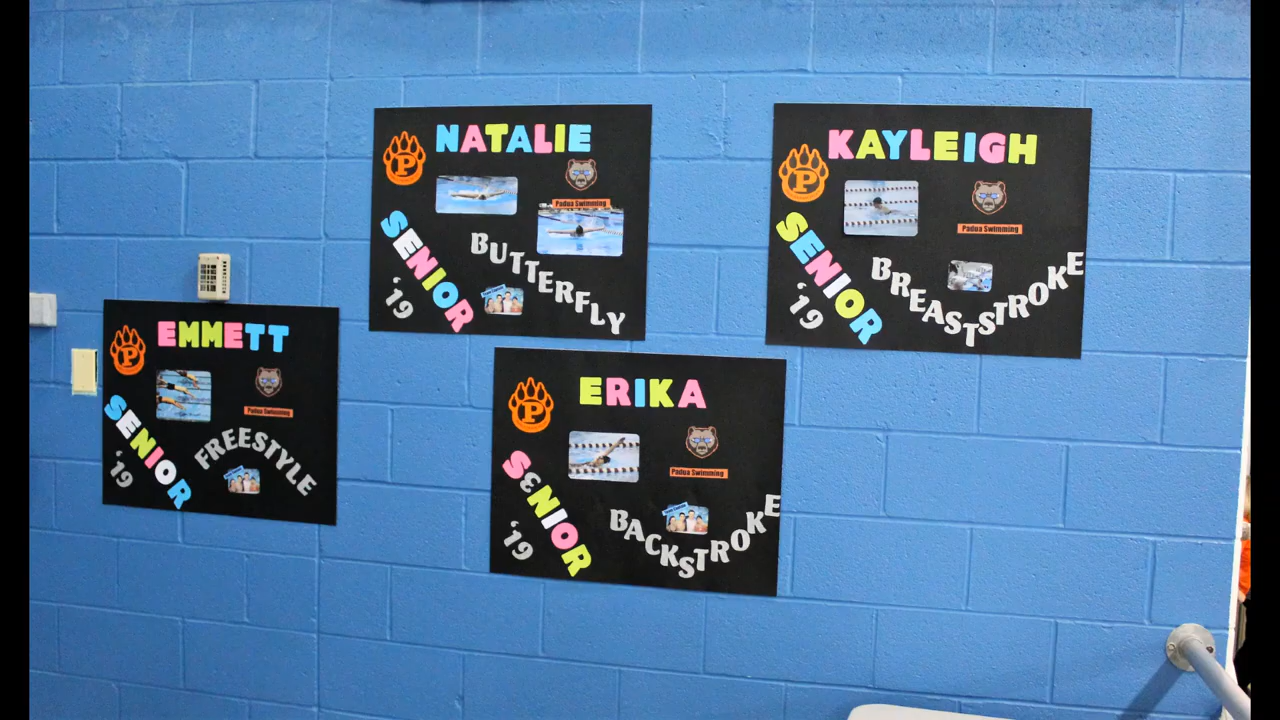 NATALIE
P
Padua Swimming
SENIOR
'19
BUTTERFLY
KAYLEIGH
P
Padua Swimming
SENIOR
'19
BREASTSTROKE
EMMETT
P
Padua Swimming
SENIOR
'19
FREESTYLE
ERIKA
P
Padua Swimming
SENIOR
'19
BACKSTROKE